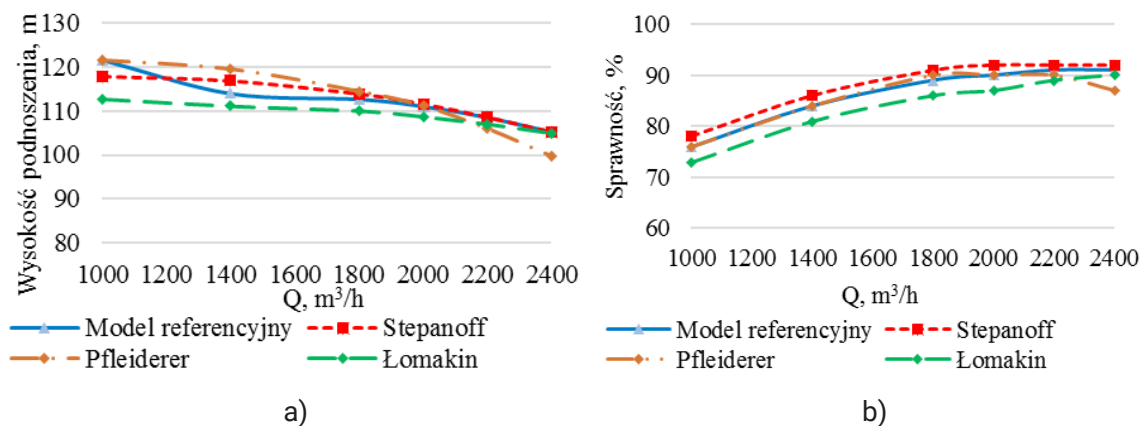 Wysokość podnoszenia, m
130
120
110
100
90
80
1000 1200 1400 1600 1800 2000 2200 2400
Q, m³/h
Model referencyjny
Stepanoff
Pfleiderer
Łomakin
a)
Sprawność, %
100
90
80
70
60
1000 1200 1400 1600 1800 2000 2200 2400
Q, m³/h
Model referencyjny
Stepanoff
Pfleiderer
Łomakin
b)